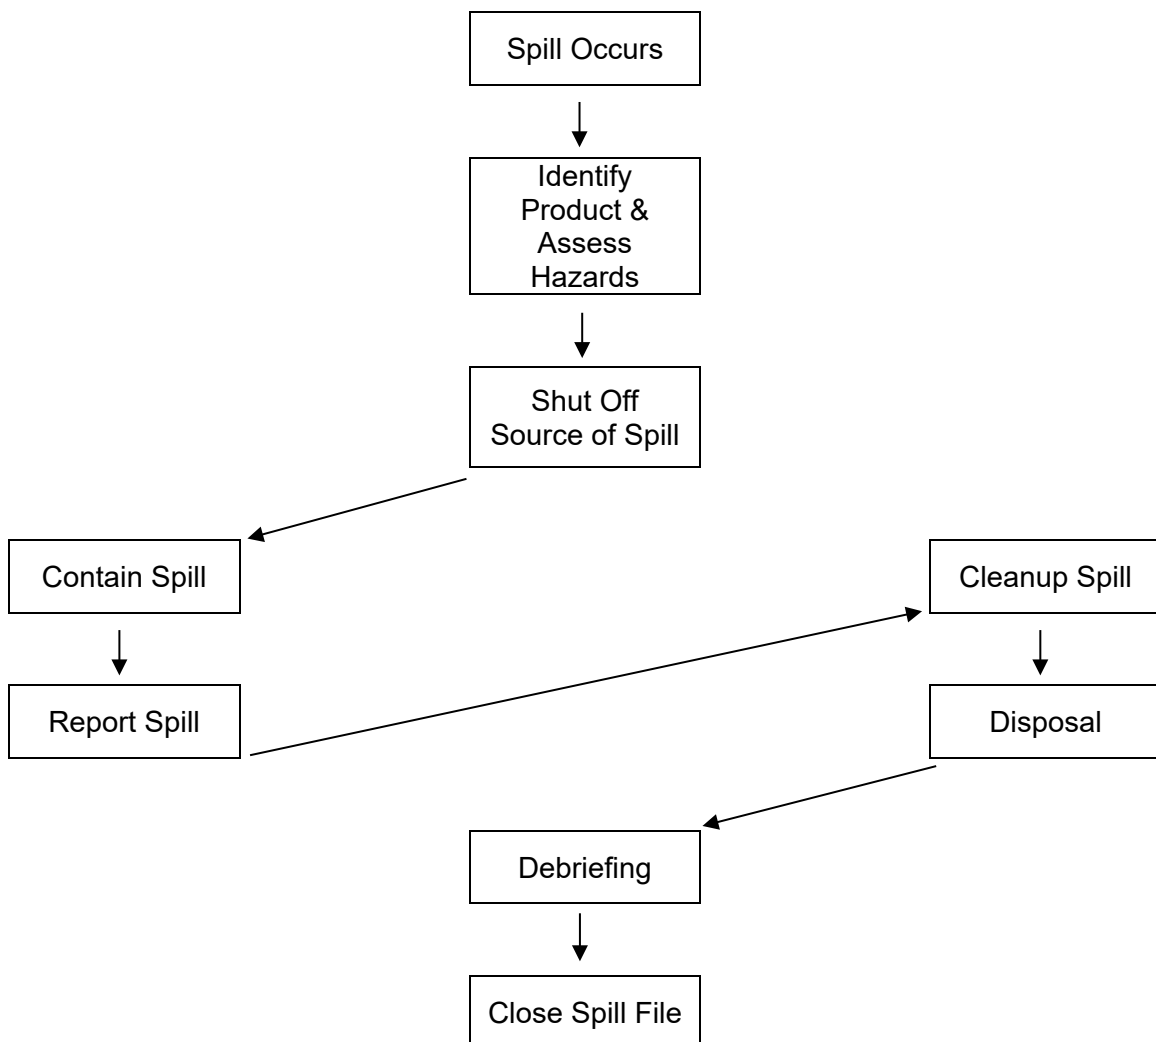 Spill Occurs
Identify
Product &
Assess
Hazards
Shut Off
Source of Spill
Contain Spill
Report Spill
Cleanup Spill
Disposal
Debriefing
Close Spill File